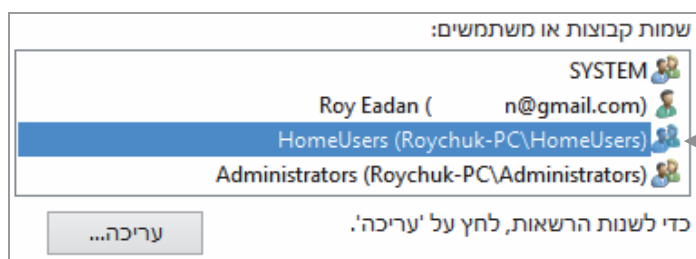 שמות קבוצות או משתמשים:
SYSTEM
Roy Eadan ( n@gmail.com)
HomeUsers (Roychuk-PC\HomeUsers)
Administrators (Roychuk-PC\Administrators)
כדי לשנות הרשאות, לחץ על 'עריכה'.
עריכה...